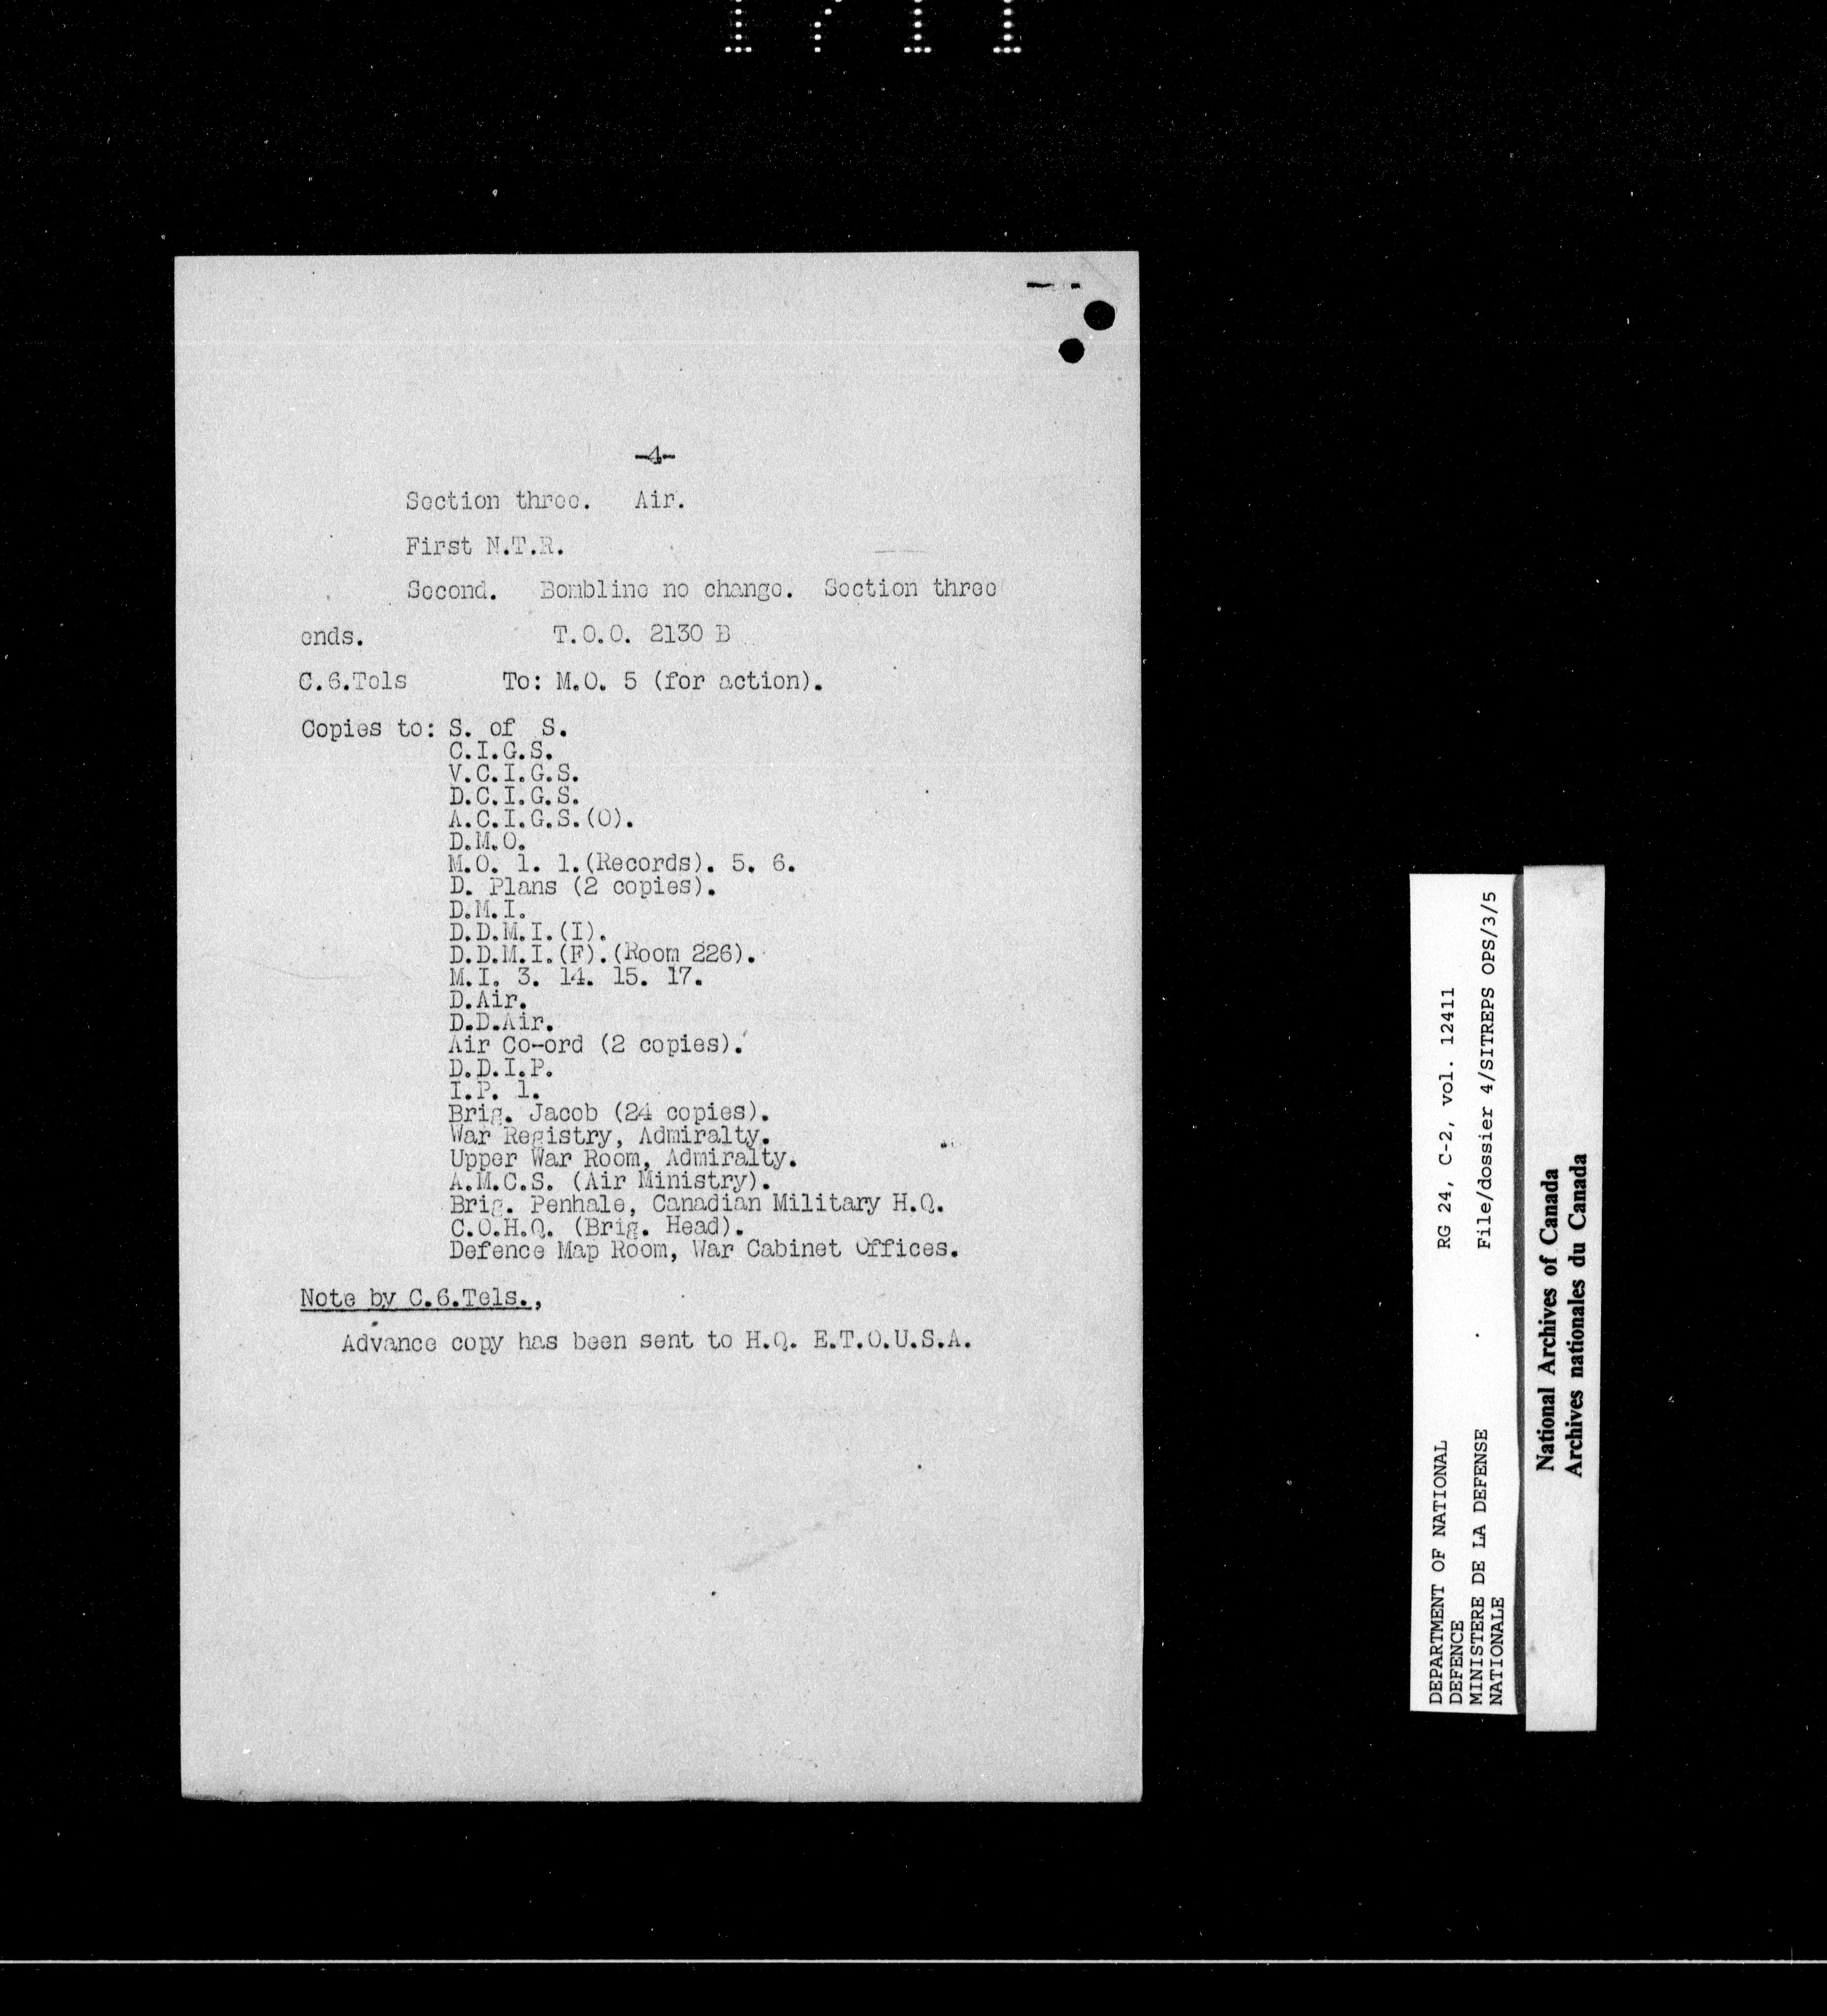 -4-
Section three. Air.
First N.T.R.
Second. Bombline no change. Section three
ends. T.O.O. 2130 B
C.6.Tels To: M.O. 5 (for action).
Copies to: S. of S.
C.I.G.S.
V.C.I.G.S.
D.C.I.G.S.
A.C.I.G.S.(O).
D.M.O.
M.O. 1. 1.(Records). 5. 6.
D. Plans (2 copies).
D.M.I.
D.D.M.I.(I).
D.D.M.I.(F).(Room 226).
M.I. 3. 14. 15. 17.
D.Air.
D.D.Air.
Air Co-ord (2 copies).
D.D.I.P.
I.P. 1.
Brig. Jacob (24 copies).
War Registry, Admiralty.
Upper War Room, Admiralty.
A.M.C.S. (Air Ministry).
Brig. Penhale, Canadian Military H.Q.
C.O.H.Q. (Brig. Head).
Defence Map Room, War Cabinet Offices.
Note by C.6.Tels.,
Advance copy has been sent to H.Q. E.T.O.U.S.A.
DEPARTMENT OF NATIONAL
DEFENCE
MINISTERE DE LA DEFENSE
NATIONALE
RG 24, C-2, vol. 12411
File/dossier 4/SITREPS OPS/3/5
National Archives of Canada
Archives nationales du Canada